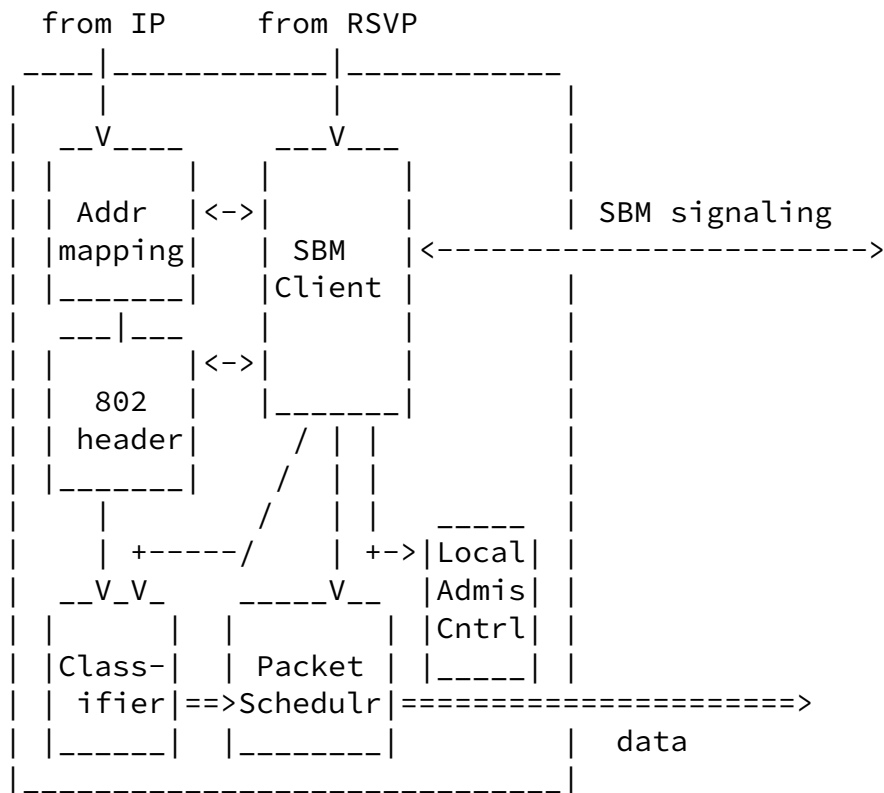 from IP from RSVP
Addr SBM signaling
mapping SBM
Client
802
header
Local
Admis
Cntrl
Class- Packet
ifier Schedulr
data